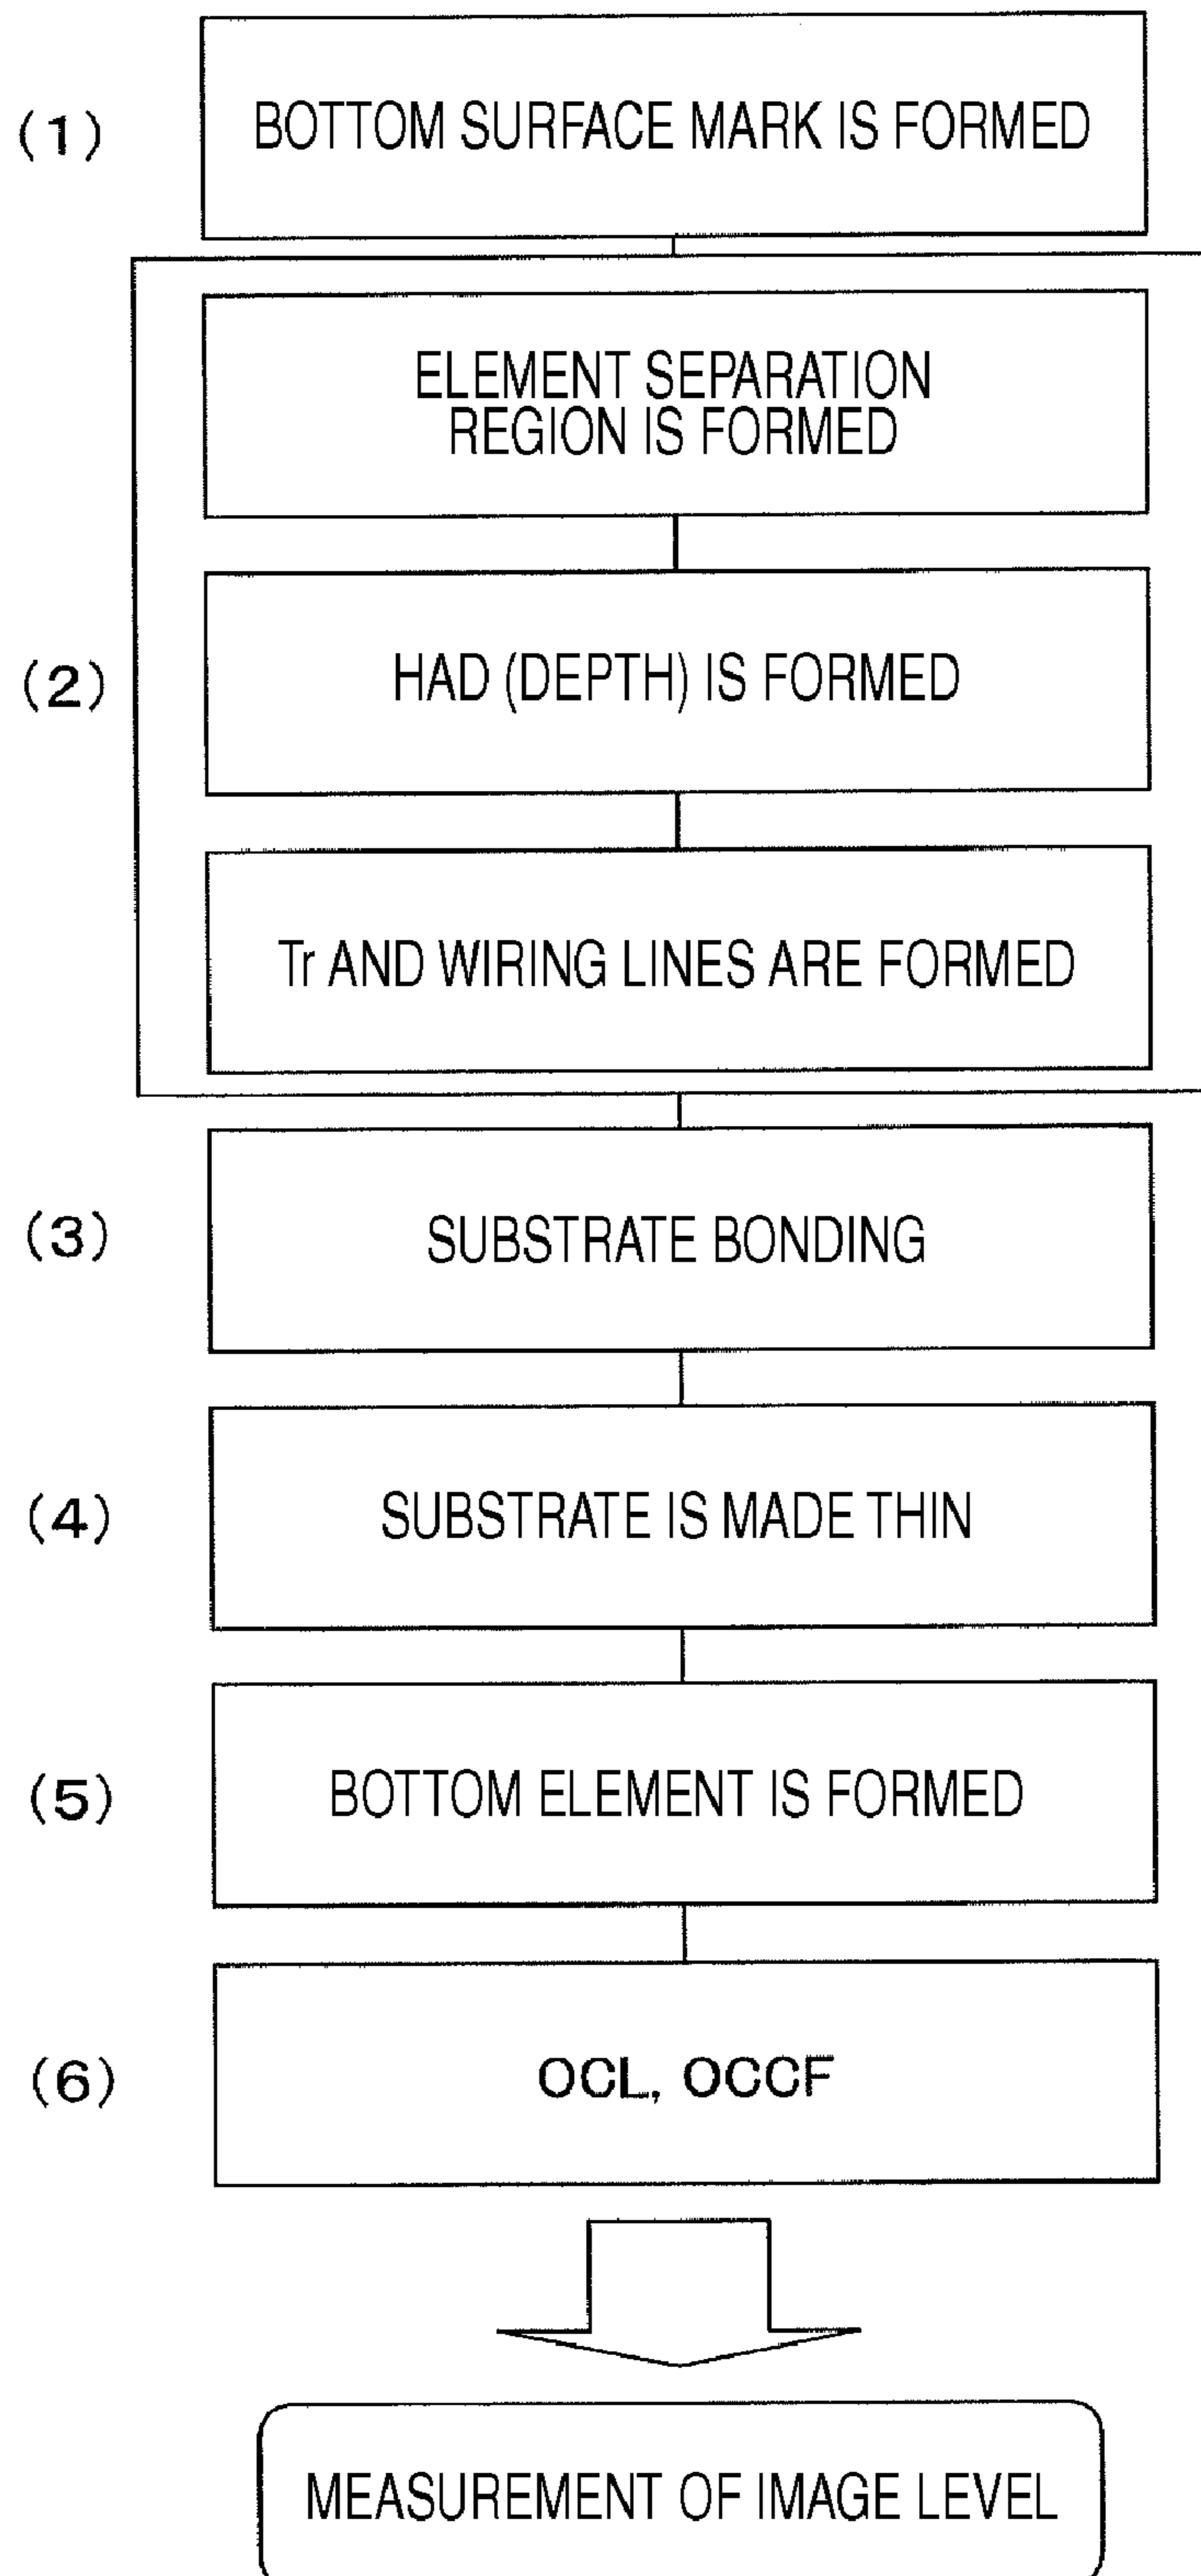 (1)
BOTTOM SURFACE MARK IS FORMED
ELEMENT SEPARATION
REGION IS FORMED
(2)
HAD (DEPTH) IS FORMED
Tr AND WIRING LINES ARE FORMED
(3)
SUBSTRATE BONDING
(4)
SUBSTRATE IS MADE THIN
(5)
BOTTOM ELEMENT IS FORMED
(6)
OCL, OCCF
MEASUREMENT OF IMAGE LEVEL